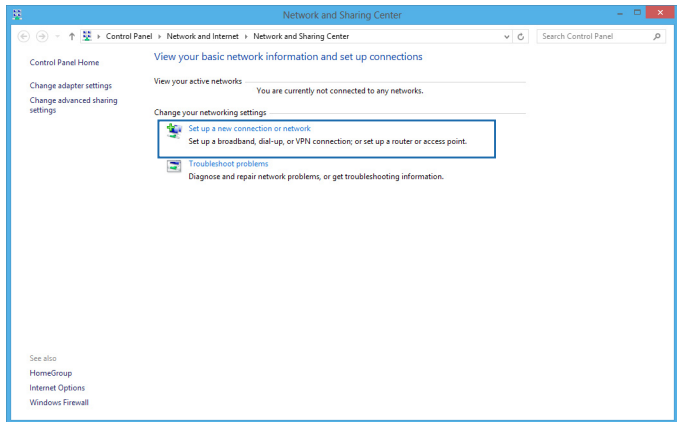 Network and Sharing Center
Control Panel Network and Internet Network and Sharing Center
Search Control Panel
Control Panel Home
Change adapter settings
Change advanced sharing
settings
View your basic network information and set up connections
View your active networks
You are currently not connected to any networks.
Change your networking settings
Set up a new connection or network
Set up a broadband, dial-up, or VPN connection; or set up a router or access point.
Troubleshoot problems
Diagnose and repair network problems, or get troubleshooting information.
See also
HomeGroup
Internet Options
Windows Firewall